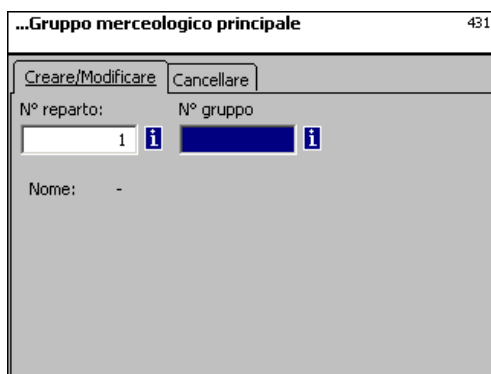 ...Gruppo merceologico principale 431
Creare/Modificare Cancellare
N° reparto: N° gruppo
1 i i
Nome: -